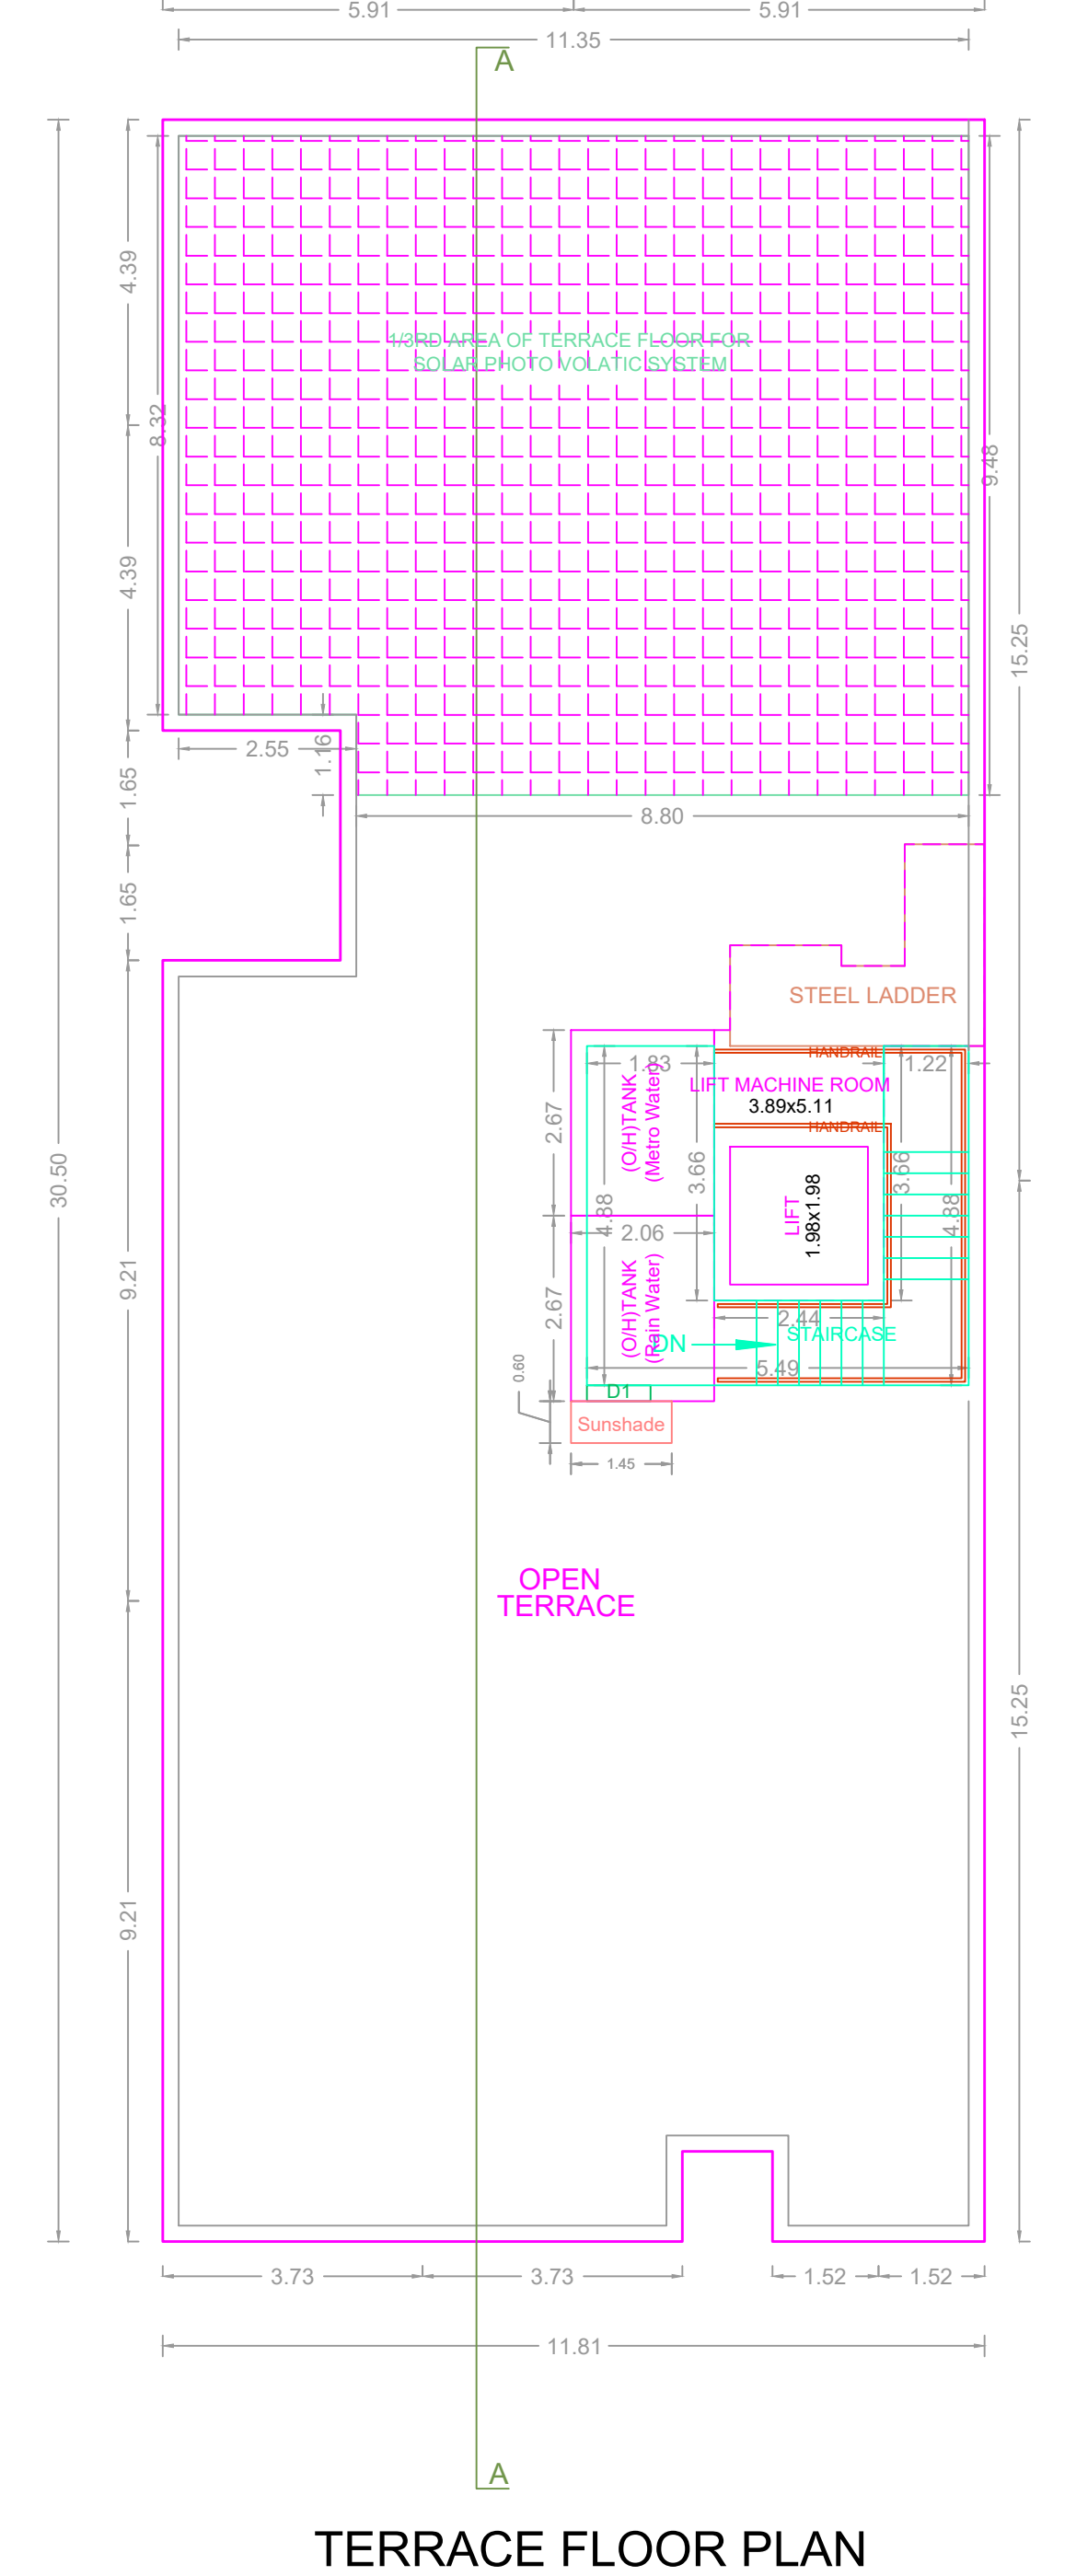 5.91
5.91
11.35
A
4.39
8.32
1/3RD AREA OF TERRACE FLOOR FOR
SOLAR PHOTO VOLATIC SYSTEM
9.48
4.39
15.25
2.55
1.16
1.65
8.80
1.65
STEEL LADDER
HANDRAIL
1.83
1.22
LIFT MACHINE ROOM
3.89x5.11
HANDRAIL
(O/H)TANK
(Metro Water)
2.67
3.66
3.66
30.50
4.88
4.88
LIFT
1.98x1.98
2.06
9.21
2.67
(O/H)TANK
(Rain Water)
2.44
STAIRCASE
DN
5.49
0.60
D1
Sunshade
1.45
OPEN
TERRACE
15.25
9.21
3.73
3.73
1.52
1.52
11.81
A
TERRACE FLOOR PLAN